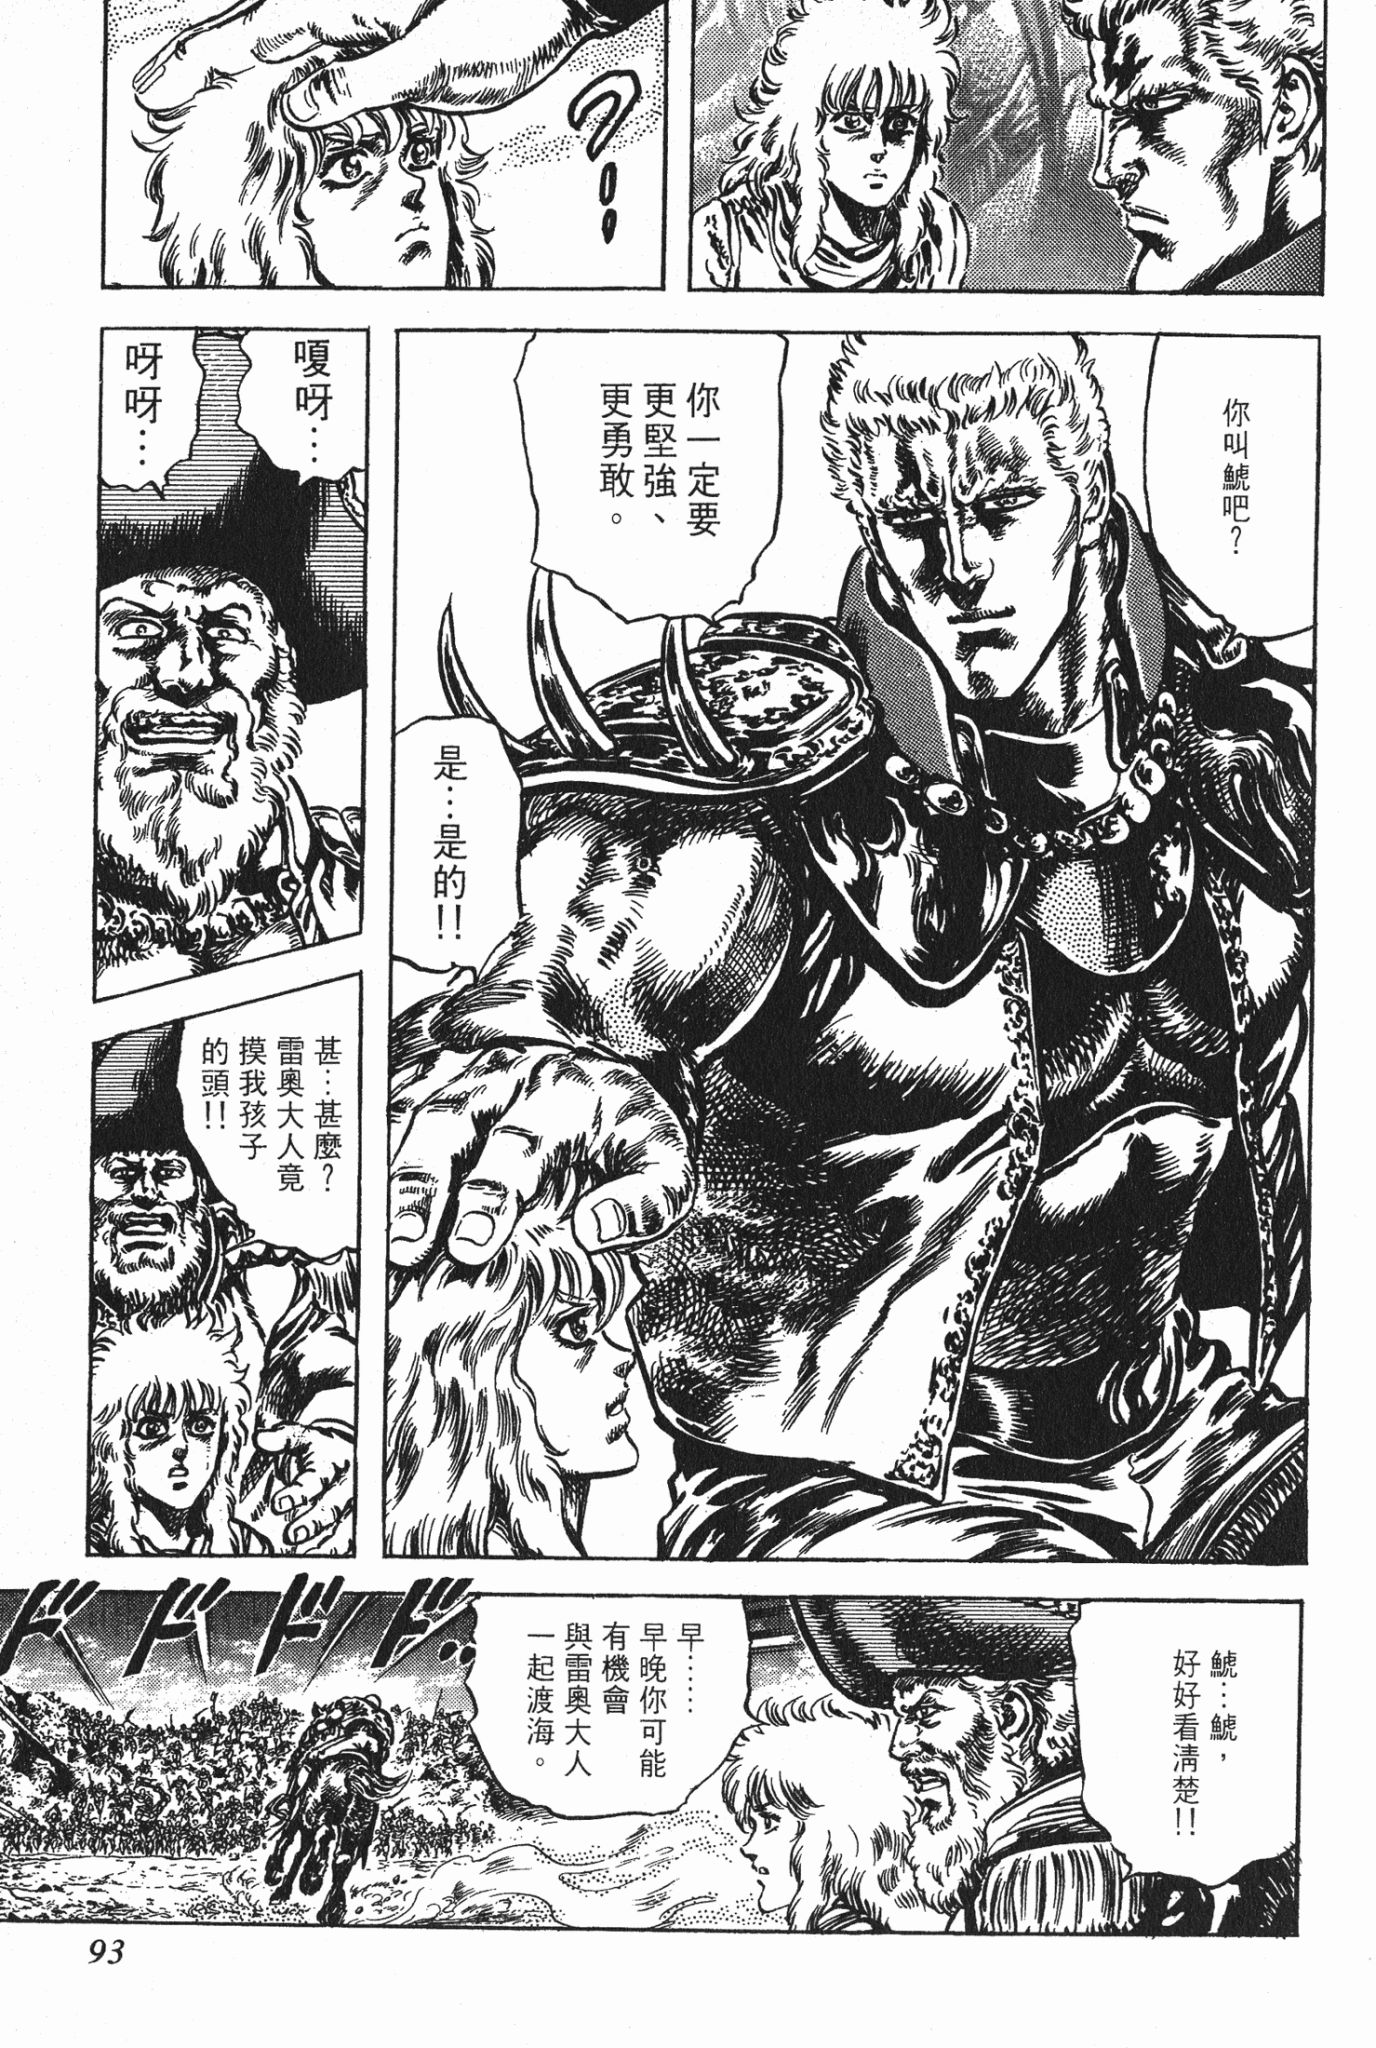 ？
你叫鯱吧？
你一定要
更堅強、
更勇敢。
是…是的!!
嗄呀…
呀呀…
甚…甚麼？
雷奧大人竟
摸我孩子
的頭!!
鯱…鯱，
好好看清楚!!
早……
早晚你可能
有機會
與雷奧大人
一起渡海。
ドドドド…
93